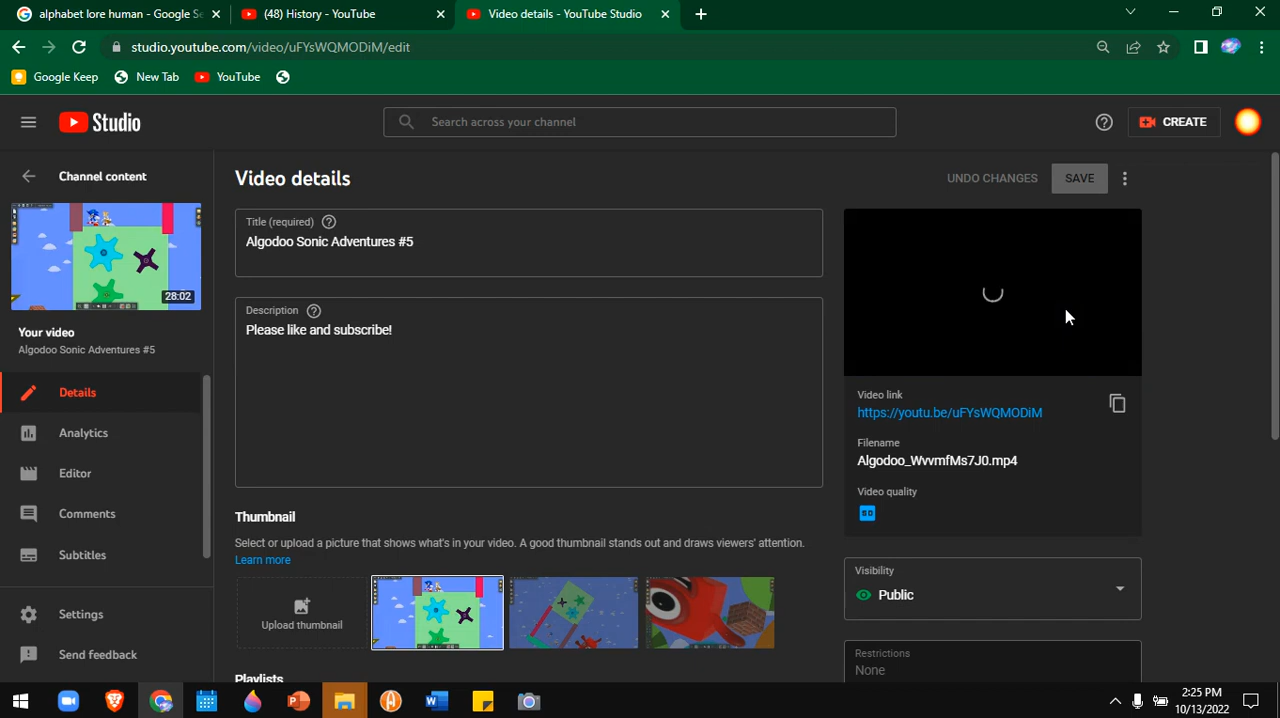 alphabet lore human - Google Se
(48) History - YouTube
Video details - YouTube Studio
studio.youtube.com/video/uFYsWQMODiM/edit
Google Keep
New Tab
YouTube
Studio
Search across your channel
CREATE
Channel content
28:02
Your video
Algodoo Sonic Adventures #5
Details
Analytics
Editor
Comments
Subtitles
Settings
Send feedback
Video details
UNDO CHANGES
SAVE
Title (required)
Algodoo Sonic Adventures #5
Description
Please like and subscribe!
Thumbnail
Select or upload a picture that shows what's in your video. A good thumbnail stands out and draws viewers' attention.
Learn more
Upload thumbnail
Playlists
Video link
https://youtu.be/uFYsWQMODiM
Filename
Algodoo_WvvmfMs7J0.mp4
Video quality
SD
Visibility
Public
Restrictions
None
2:25 PM
10/13/2022